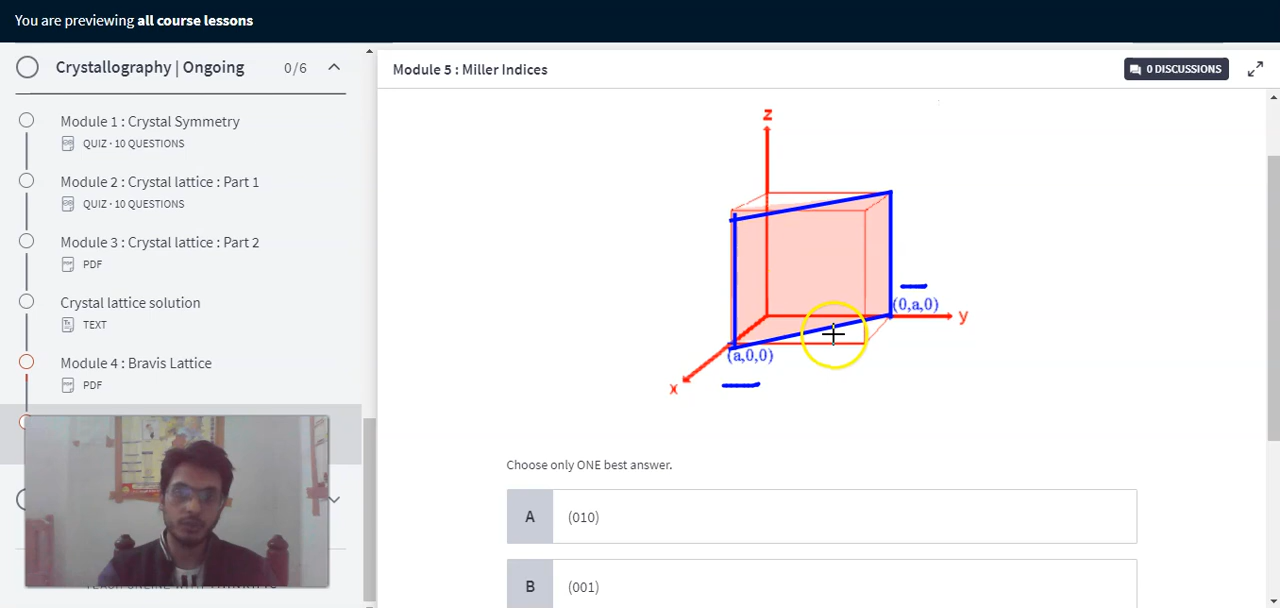 You are previewing all course lessons
Crystallography | Ongoing 0/6
Module 1 : Crystal Symmetry
QUIZ · 10 QUESTIONS
Module 2 : Crystal lattice : Part 1
QUIZ · 10 QUESTIONS
Module 3 : Crystal lattice : Part 2
PDF
Crystal lattice solution
TEXT
Module 4 : Bravis Lattice
PDF
Module 5 : Miller Indices
0 DISCUSSIONS
z
(0,a,0)
y
(a,0,0)
x
Choose only ONE best answer.
A (010)
B (001)